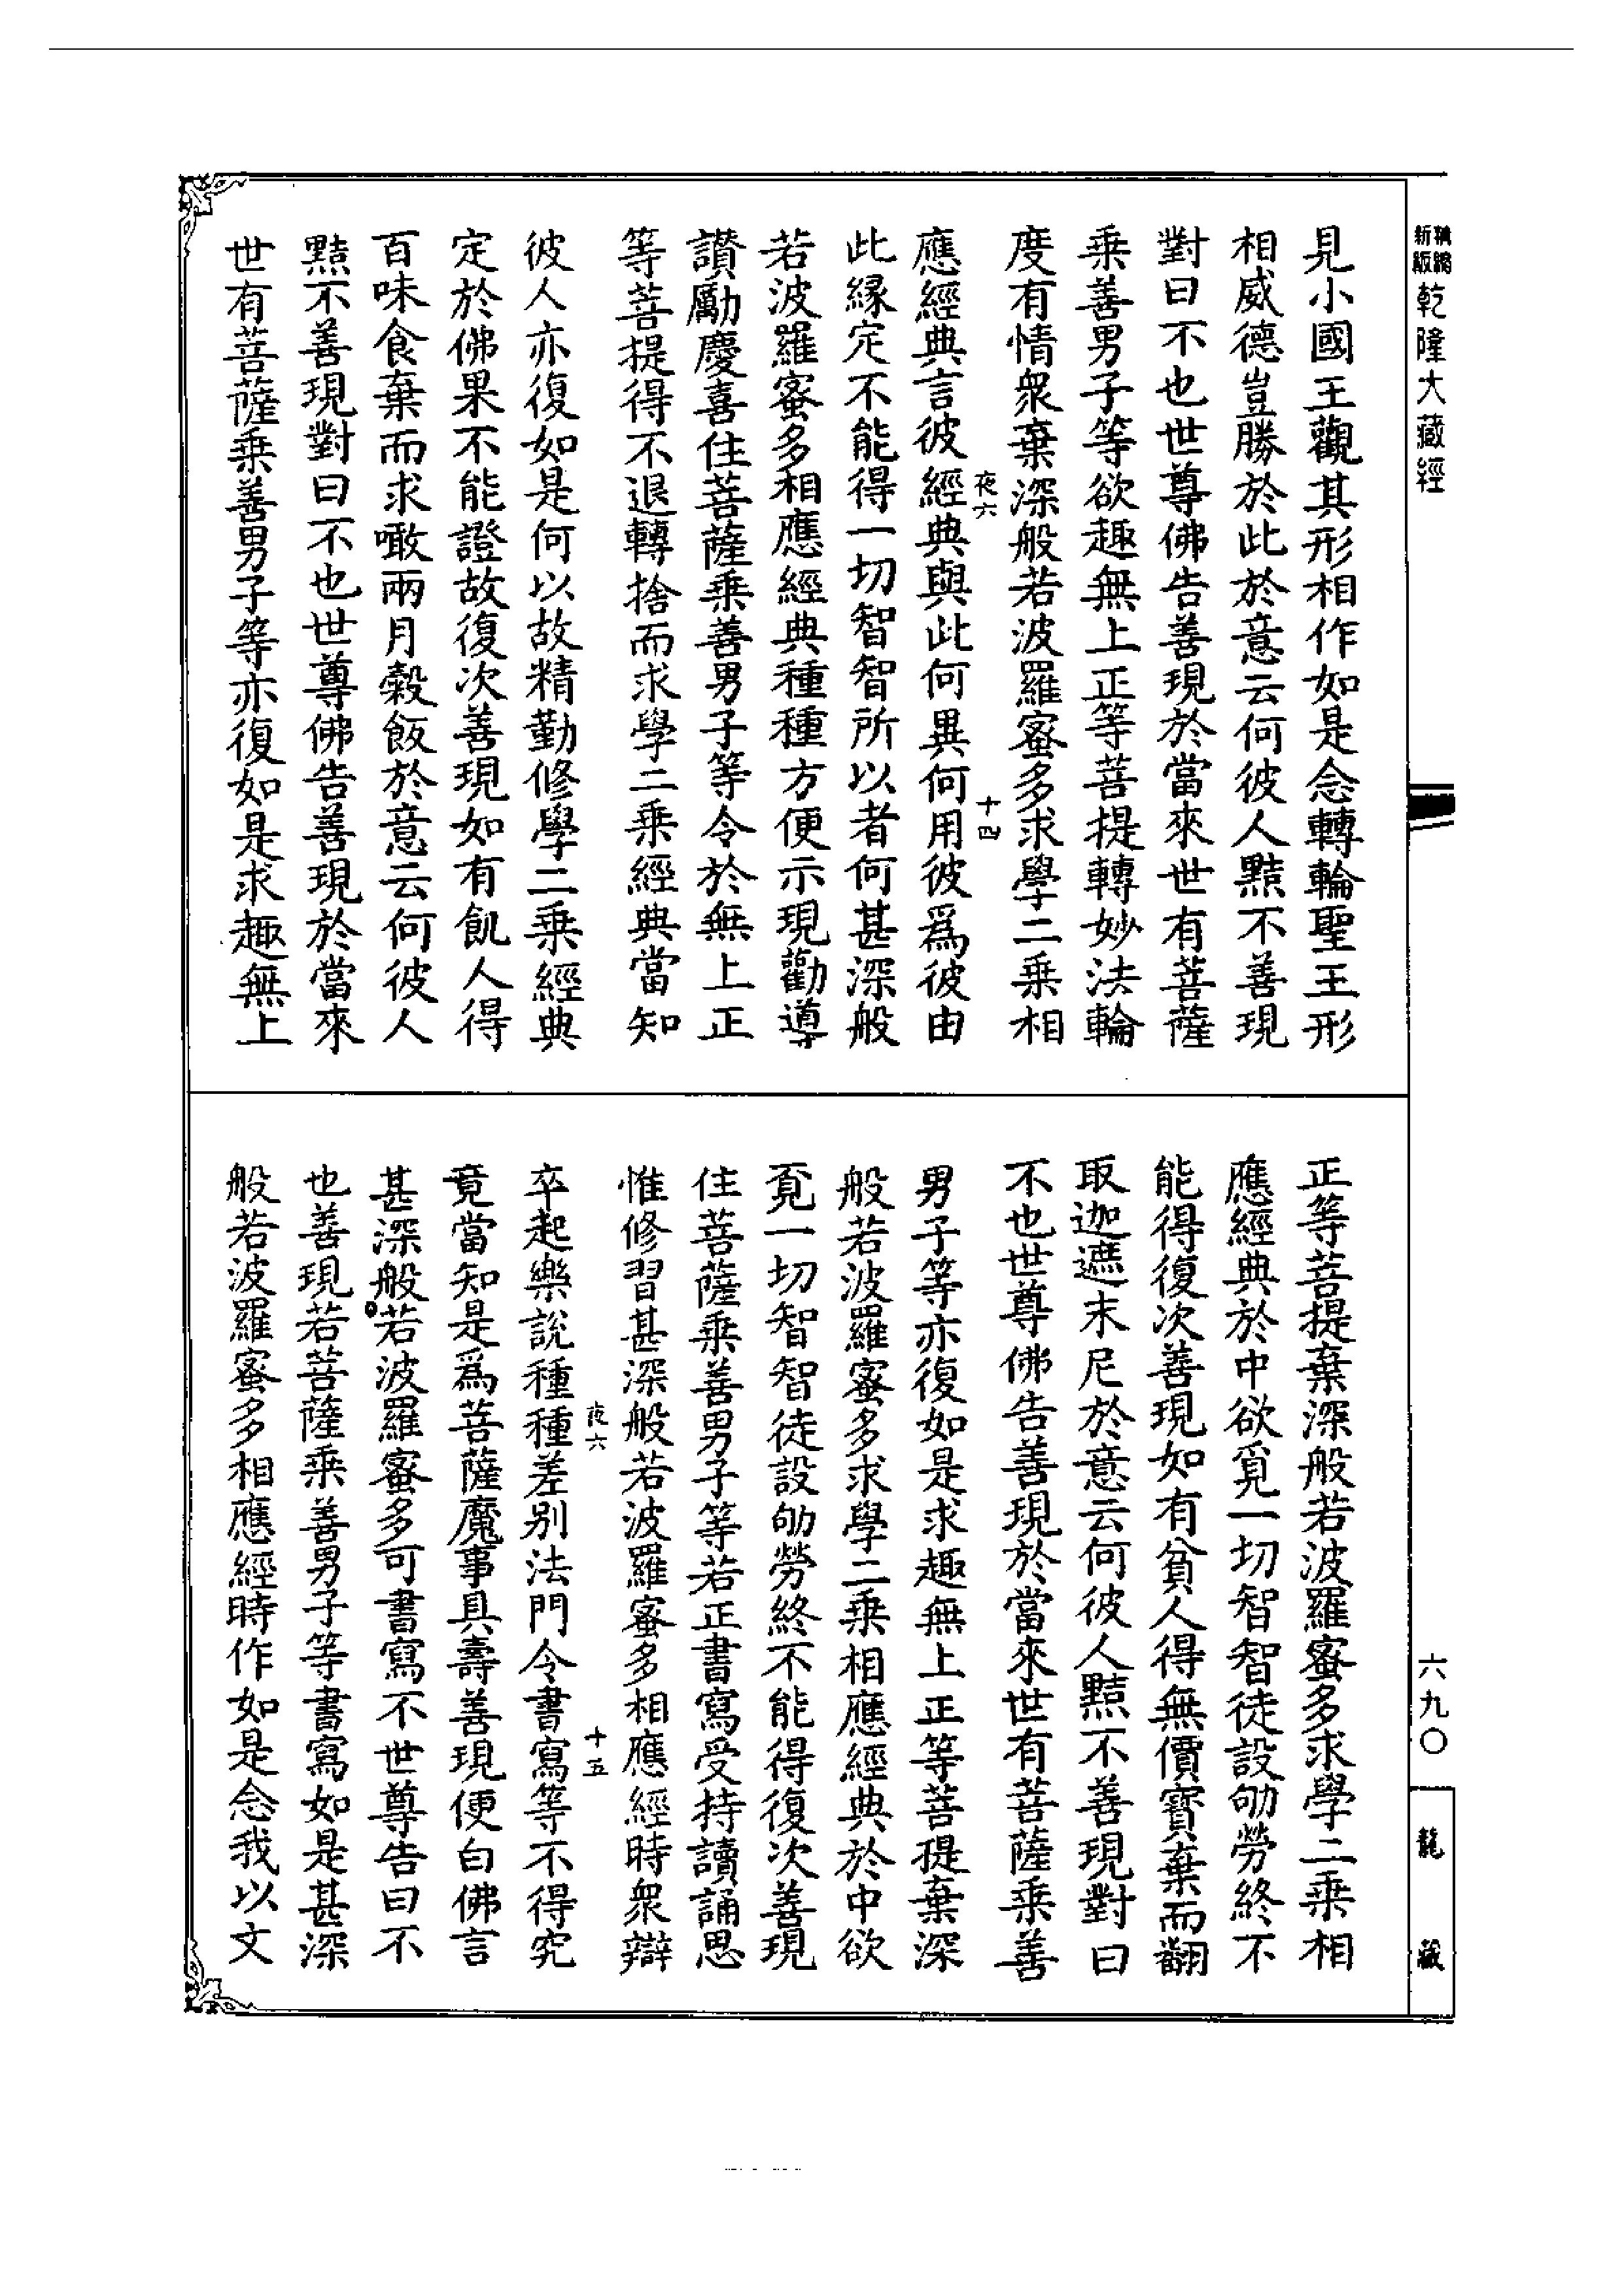 新編
縮版
乾隆大藏經
見小國王觀其形相作如是念轉輪聖王形
相威德豈勝於此於意云何彼人黠不善現
對曰不也世尊佛告善現於當來世有菩薩
乘善男子等欲趣無上正等菩提轉妙法輪
度有情衆棄深般若波羅蜜多求學二乘相
夜六
十四
應經典言彼經典與此何異何用彼爲彼由
此緣定不能得一切智智所以者何甚深般
若波羅蜜多相應經典種種方便示現勸導
讚勵慶喜住菩薩乘善男子等令於無上正
等菩提得不退轉捨而求學二乘經典當知
彼人亦復如是何以故精勤修學二乘經典
定於佛果不能證故復次善現如有飢人得
百味食棄而求噉兩月穀飯於意云何彼人
黠不善現對曰不也世尊佛告善現於當來
世有菩薩乘善男子等亦復如是求趣無上
正等菩提棄深般若波羅蜜多求學二乘相
應經典於中欲覓一切智智徒設劬勞終不
能得復次善現如有貧人得無價寶棄而翻
取迦遮末尼於意云何彼人黠不善現對曰
不也世尊佛告善現於當來世有菩薩乘善
男子等亦復如是求趣無上正等菩提棄深
般若波羅蜜多求學二乘相應經典於中欲
覓一切智智徒設劬勞終不能得復次善現
住菩薩乘善男子等若正書寫受持讀誦思
惟修習甚深般若波羅蜜多相應經時衆辯
夜六
十五
卒起樂說種種差別法門令書寫等不得究
竟當知是爲菩薩魔事具壽善現便白佛言
甚深般若波羅蜜多可書寫不世尊告曰不
也善現若菩薩乘善男子等書寫如是甚深
般若波羅蜜多相應經時作如是念我以文
六九〇
龍藏